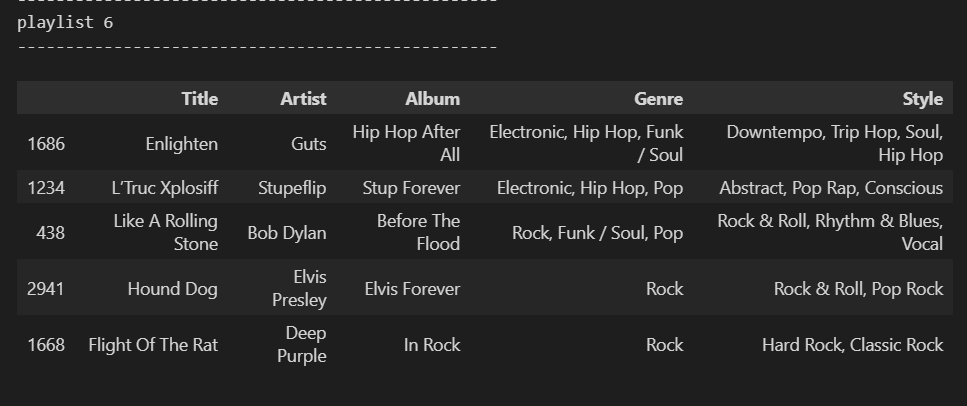 --------------------------------------------------
playlist 6
--------------------------------------------------
Title Artist Album Genre Style
1686 Enlighten Guts Hip Hop After All Electronic, Hip Hop, Funk / Soul Downtempo, Trip Hop, Soul, Hip Hop
1234 L'Truc Xplosiff Stupeflip Stup Forever Electronic, Hip Hop, Pop Abstract, Pop Rap, Conscious
438 Like A Rolling Stone Bob Dylan Before The Flood Rock, Funk / Soul, Pop Rock & Roll, Rhythm & Blues, Vocal
2941 Hound Dog Elvis Presley Elvis Forever Rock Rock & Roll, Pop Rock
1668 Flight Of The Rat Deep Purple In Rock Rock Hard Rock, Classic Rock